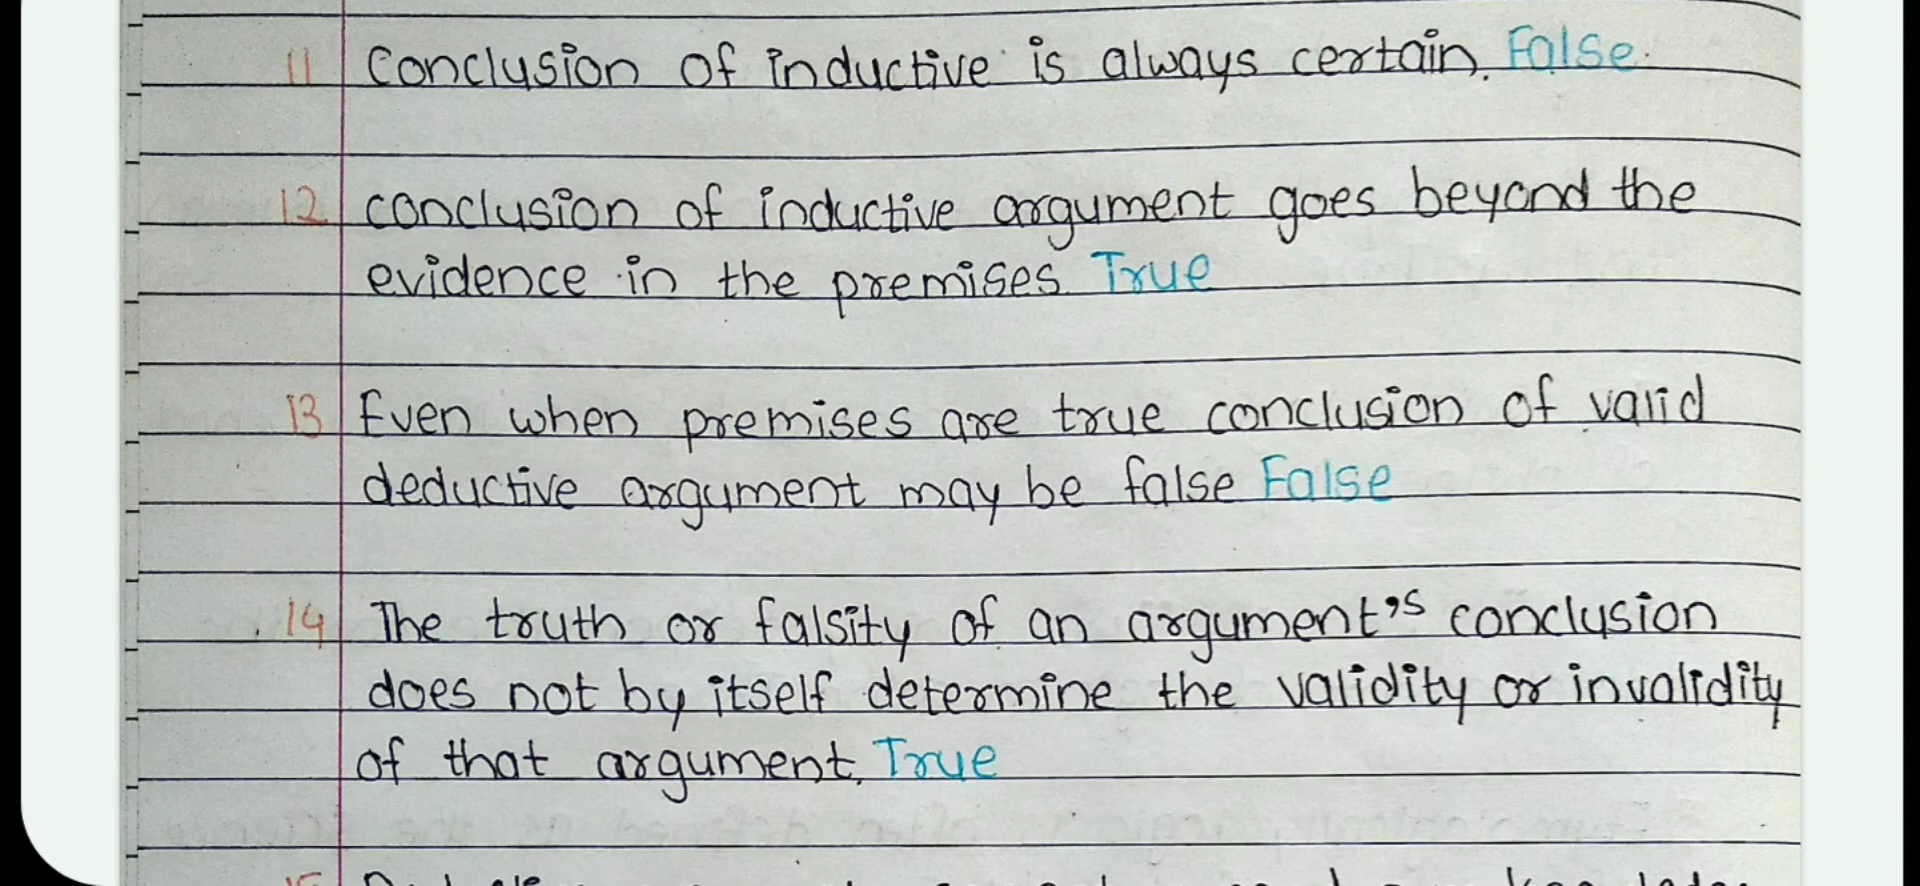 11 Conclusion of inductive is always certain. False.
12 conclusion of inductive argument goes beyond the
evidence in the premises True
13 Even when premises are true conclusion of valid
deductive argument may be false False
14 The truth or falsity of an argument's conclusion
does not by itself determine the validity or invalidity
of that argument. True
15